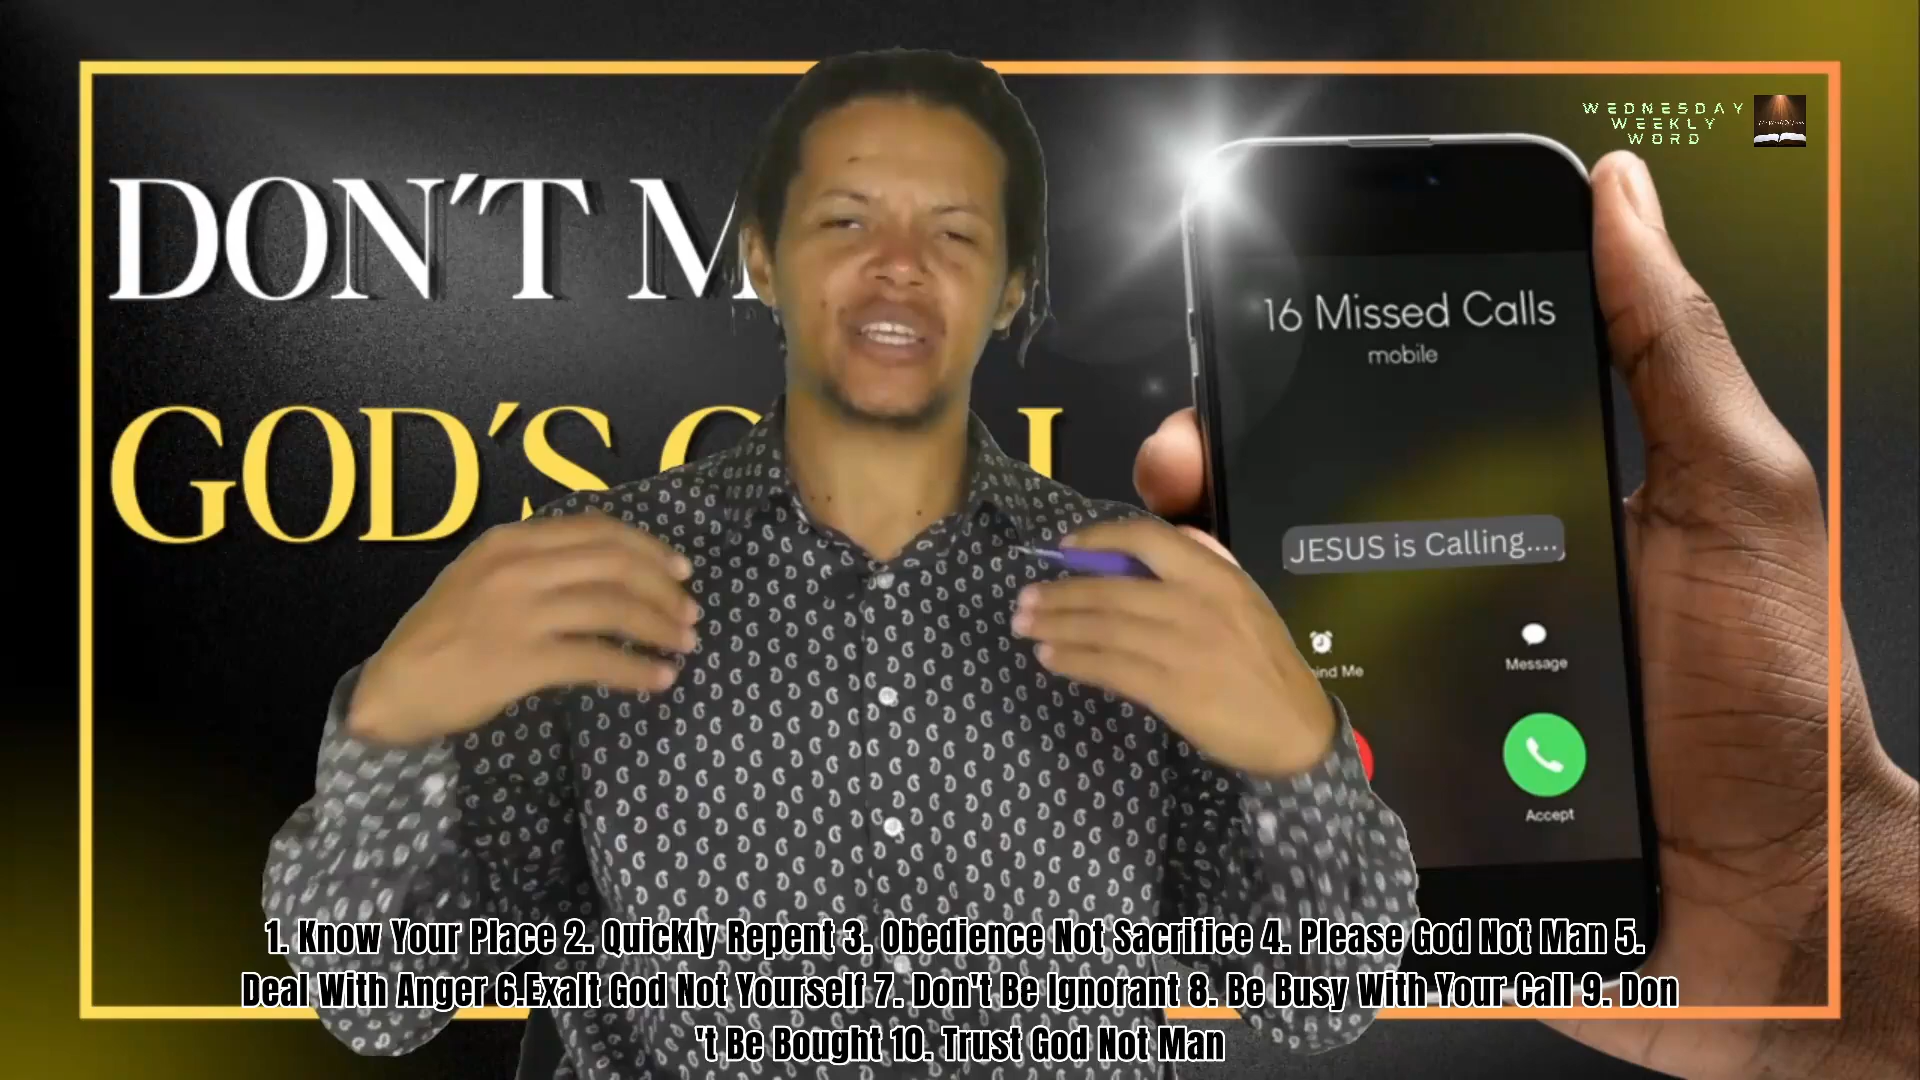 DON'T M
GOD'S C L
WEDNESDAY
WEEKLY
WORD
16 Missed Calls
mobile
JESUS is Calling....
ind Me
Message
Accept
1. Know Your Place 2. Quickly Repent 3. Obedience Not Sacrifice 4. Please God Not Man 5.
Deal With Anger 6.Exalt God Not Yourself 7. Don't Be Ignorant 8. Be Busy With Your Call 9. Don
't Be Bought 10. Trust God Not Man